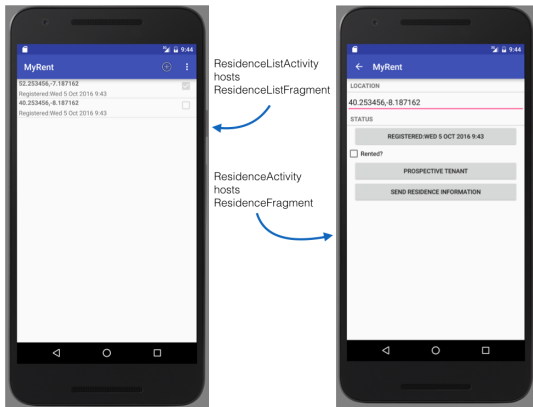 9:44
MyRent
52.253456,-7.187162
Registered:Wed 5 Oct 2016 9:43
40.253456,-8.187162
Registered:Wed 5 Oct 2016 9:43
ResidenceListActivity
hosts
ResidenceListFragment
ResidenceActivity
hosts
ResidenceFragment
9:44
MyRent
LOCATION
40.253456,-8.187162
STATUS
REGISTERED:WED 5 OCT 2016 9:43
Rented?
PROSPECTIVE TENANT
SEND RESIDENCE INFORMATION